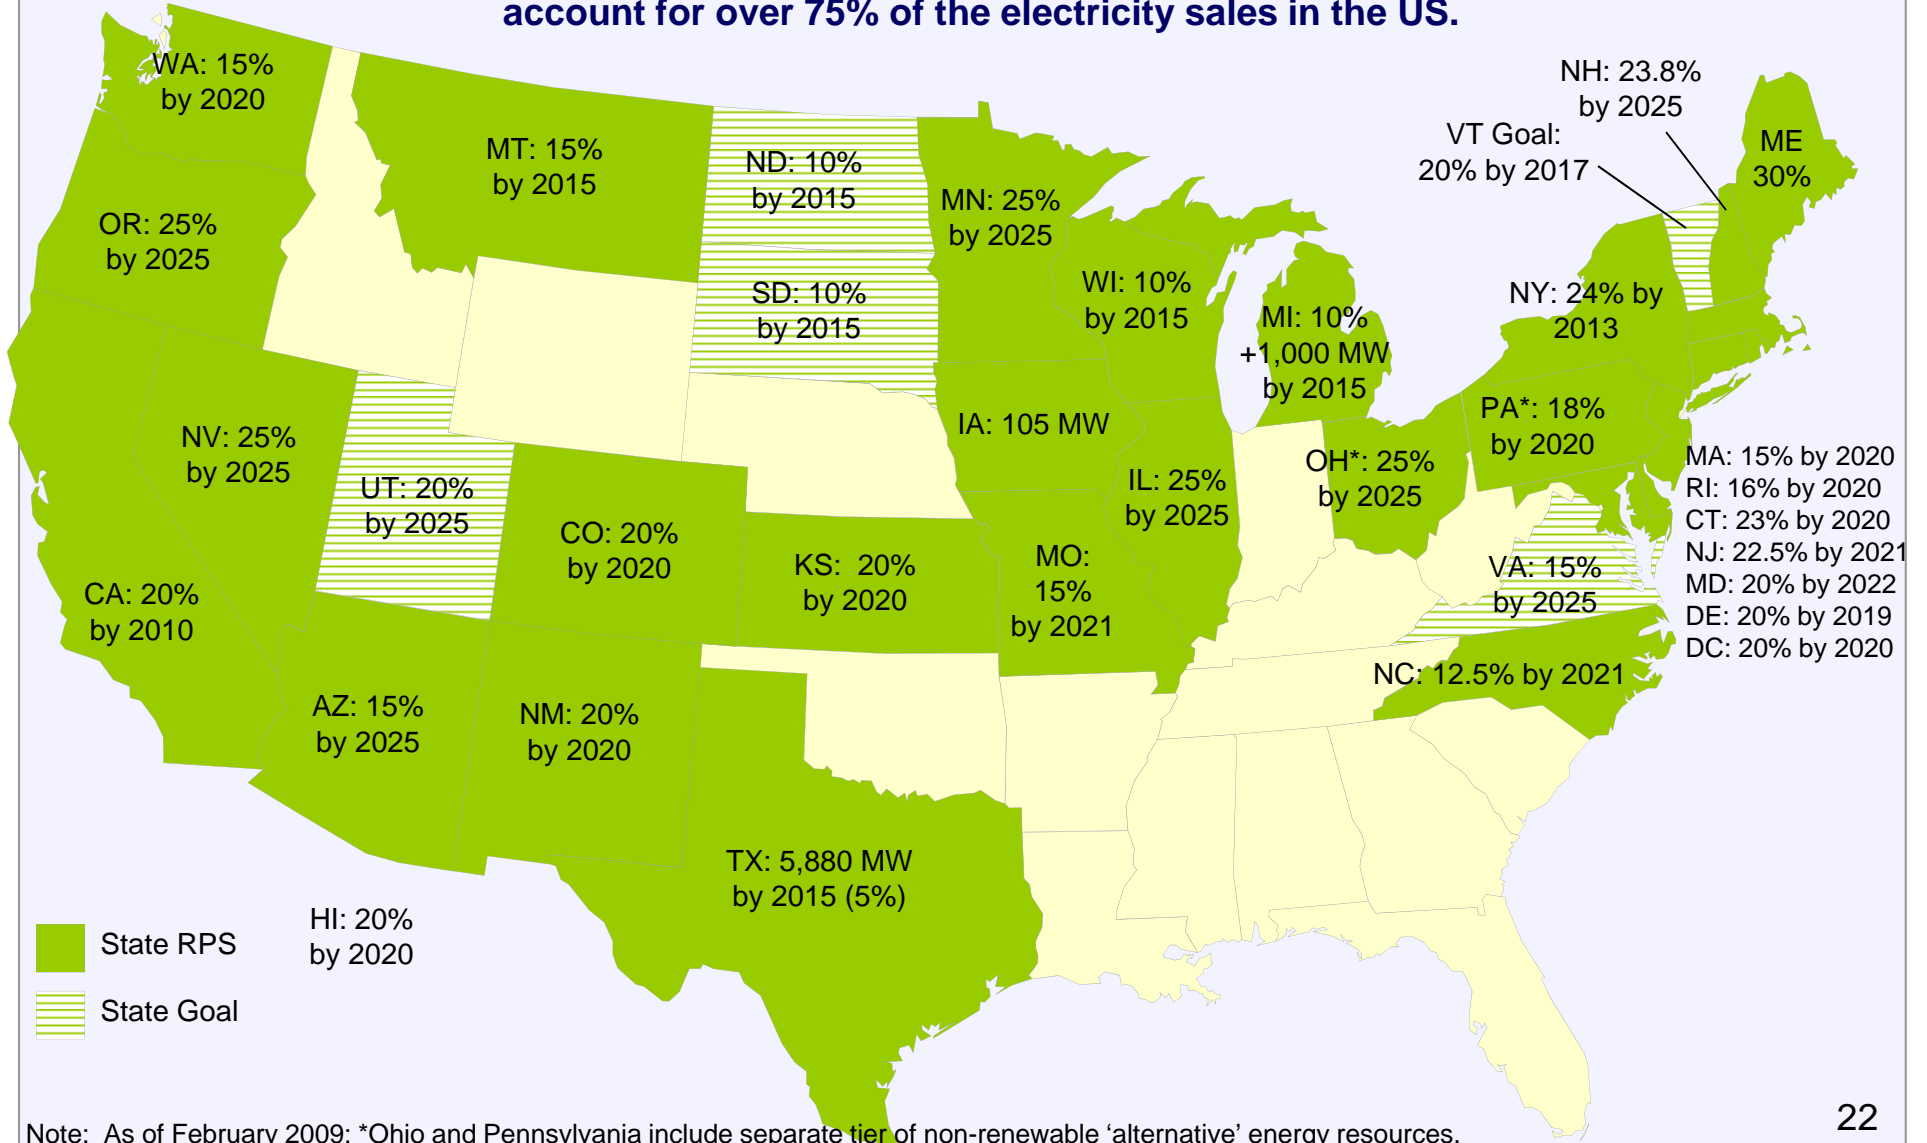 account for over 75% of the electricity sales in the US.
WA: 15%
by 2020
MT: 15%
by 2015
ND: 10%
by 2015
MN: 25%
by 2025
NH: 23.8%
by 2025
VT Goal:
20% by 2017
ME
30%
OR: 25%
by 2025
SD: 10%
by 2015
WI: 10%
by 2015
MI: 10%
+1,000 MW
by 2015
NY: 24% by
2013
NV: 25%
by 2025
UT: 20%
by 2025
IA: 105 MW
IL: 25%
by 2025
OH*: 25%
by 2025
PA*: 18%
by 2020
MA: 15% by 2020
RI: 16% by 2020
CT: 23% by 2020
NJ: 22.5% by 2021
MD: 20% by 2022
DE: 20% by 2019
DC: 20% by 2020
CA: 20%
by 2010
CO: 20%
by 2020
KS: 20%
by 2020
MO:
15%
by 2021
VA: 15%
by 2025
NC: 12.5% by 2021
AZ: 15%
by 2025
NM: 20%
by 2020
TX: 5,880 MW
by 2015 (5%)
HI: 20%
by 2020
State RPS
State Goal
22
Note: As of February 2009; *Ohio and Pennsylvania include separate tier of non-renewable ‘alternative’ energy resources.